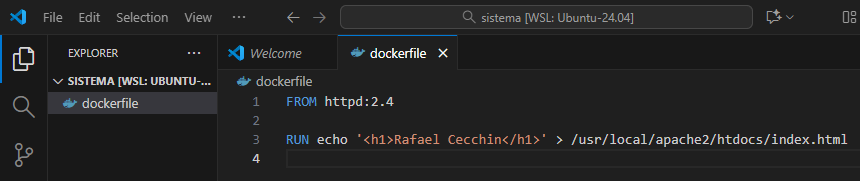 File Edit Selection View ··· sistema [WSL: Ubuntu-24.04]
EXPLORER
SISTEMA [WSL: UBUNTU-...
dockerfile
Welcome dockerfile
dockerfile
1 FROM httpd:2.4
2
3 RUN echo '<h1>Rafael Cecchin</h1>' > /usr/local/apache2/htdocs/index.html
4